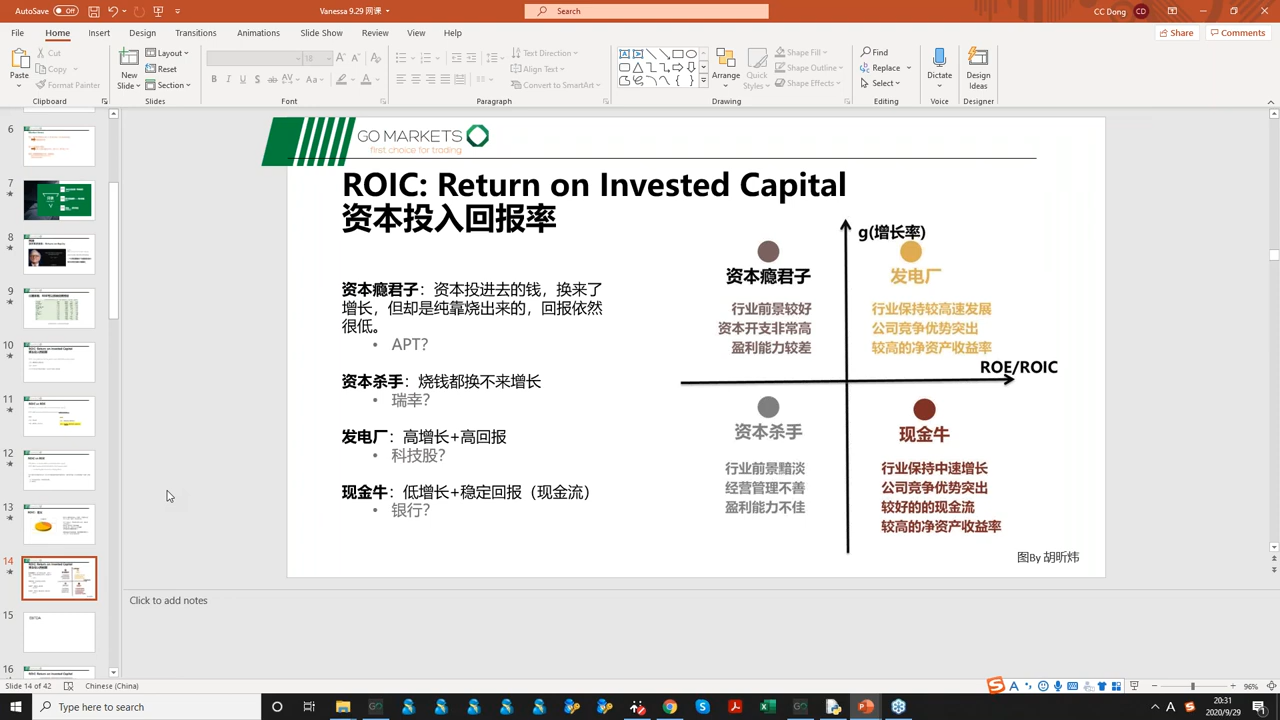 AutoSave Off
Vanessa 9.29 网课
Search
File
Home
Insert
Design
Transitions
Animations
Slide Show
Review
View
Help
Share
Comments
Paste
Cut
Copy
Format Painter
Clipboard
New Slide
Layout
Reset
Section
Slides
18
Font
Paragraph
Text Direction
Align Text
Convert to SmartArt
Arrange
Quick Styles
Shape Fill
Shape Outline
Shape Effects
Drawing
Find
Replace
Select
Editing
Dictate
Voice
Design Ideas
Designer
6
7
8
9
10
11
12
13
14
15
16
GO MARKETS
first choice for trading
ROIC: Return on Invested Capital
资本投入回报率
资本瘾君子：资本投进去的钱，换来了
增长，但却是纯靠烧出来的，回报依然
很低。
• APT？
资本杀手：烧钱都换不来增长
• 瑞幸？
发电厂：高增长+高回报
• 科技股？
现金牛：低增长+稳定回报（现金流）
• 银行？
g(增长率)
资本瘾君子
行业前景较好
资本开支非常高
盈利能力较差
发电厂
行业保持较高速发展
公司竞争优势突出
较高的净资产收益率
ROE/ROIC
资本杀手
行业前景黯淡
经营管理不善
盈利能力不佳
现金牛
行业保持中速增长
公司竞争优势突出
较好的的现金流
较高的净资产收益率
图By 胡昕炜
Click to add notes
Slide 14 of 42
Chinese (China)
96%
Type here to search
20:31
2020/9/29